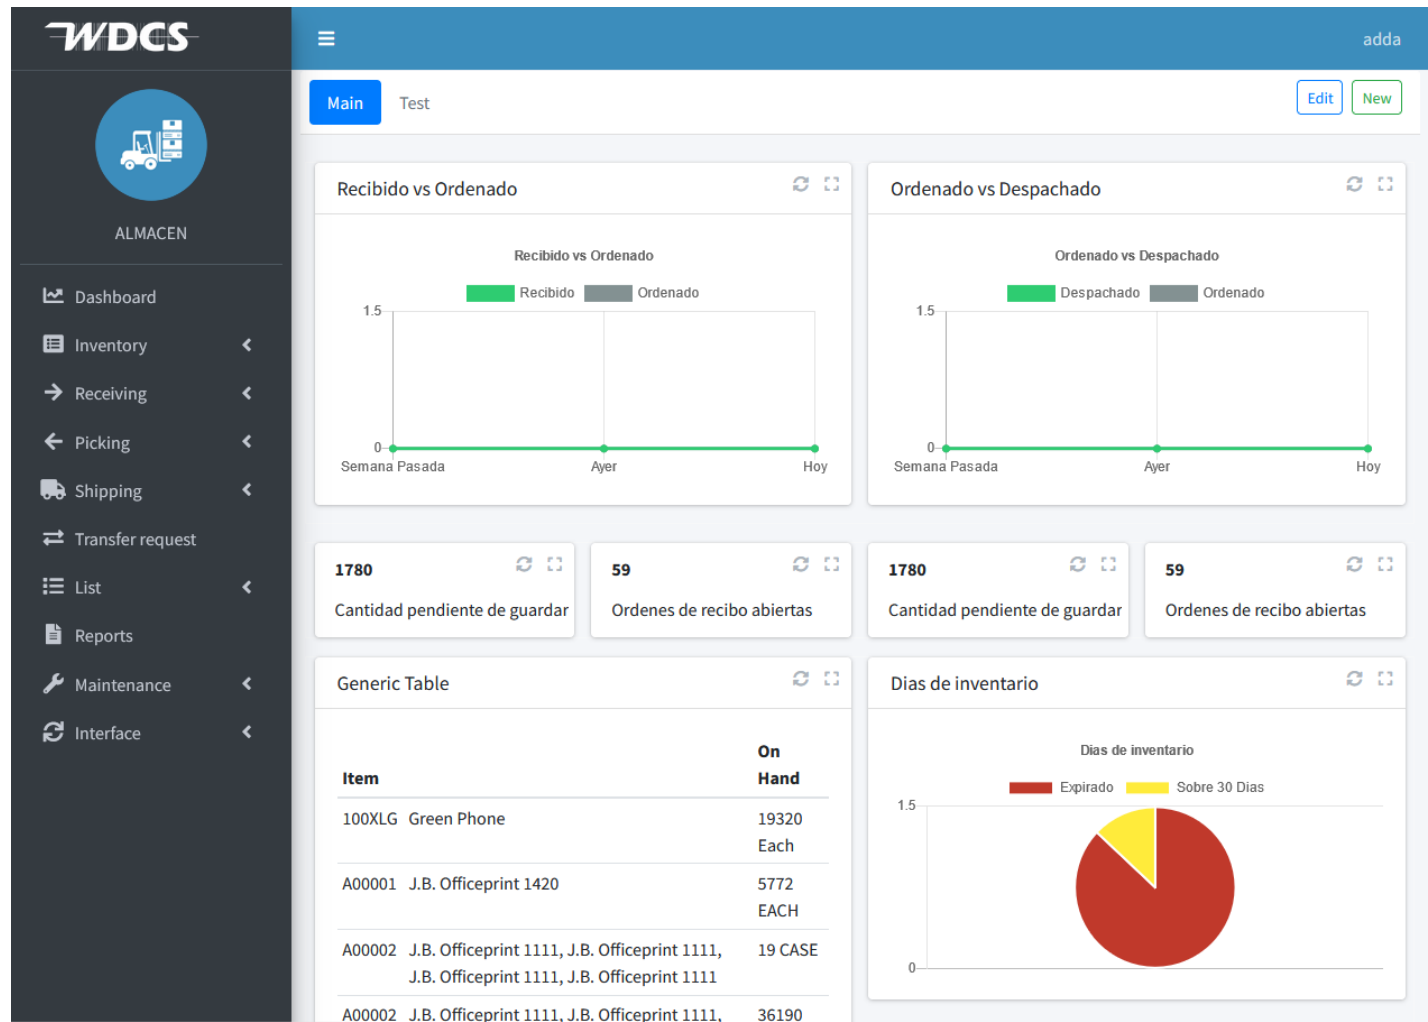 WDCS
adda
ALMACEN
Dashboard
Inventory
Receiving
Picking
Shipping
Transfer request
List
Reports
Maintenance
Interface
Main Test Edit New
Recibido vs Ordenado
Recibido vs Ordenado
Recibido Ordenado
1.5
0
Semana Pasada Ayer Hoy
Ordenado vs Despachado
Ordenado vs Despachado
Despachado Ordenado
1.5
0
Semana Pasada Ayer Hoy
1780
Cantidad pendiente de guardar
59
Ordenes de recibo abiertas
1780
Cantidad pendiente de guardar
59
Ordenes de recibo abiertas
Generic Table
On
Item Hand
100XLG Green Phone 19320
Each
A00001 J.B. Officeprint 1420 5772
EACH
A00002 J.B. Officeprint 1111, J.B. Officeprint 1111, 19 CASE
J.B. Officeprint 1111, J.B. Officeprint 1111
A00002 J.B. Officeprint 1111, J.B. Officeprint 1111, 36190
Dias de inventario
Dias de inventario
Expirado Sobre 30 Dias
1.5
0